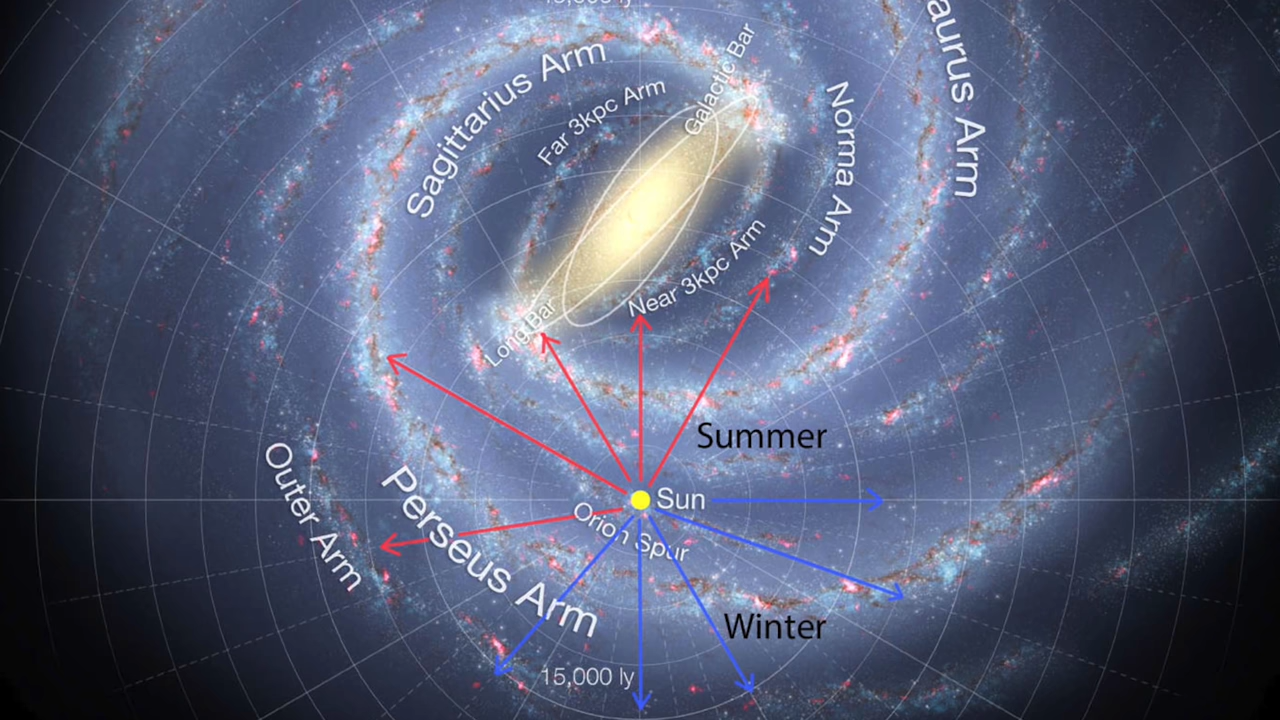 Sagittarius Arm
Far 3kpc Arm
Galactic Bar
Norma Arm
Arm
Near 3kpc Arm
Long Bar
Summer
Sun
Outer Arm
Perseus Arm
Orion Spur
Winter
15,000 ly